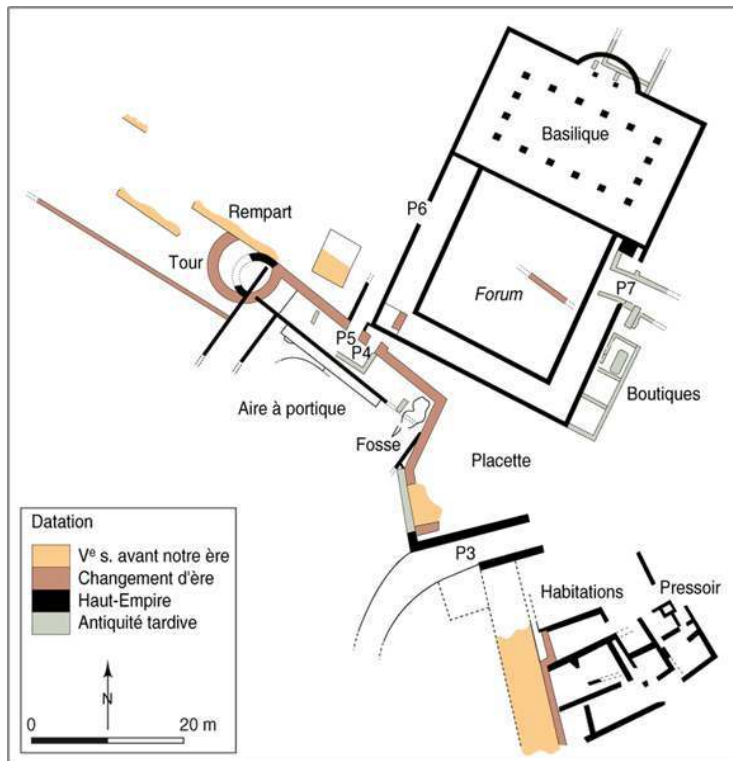 Basilique
P6
Rempart
Tour
Forum
P7
P5
P4
Boutiques
Aire à portique
Fosse
Placette
Datation
Vᵉ s. avant notre ère
Changement d'ère
Haut-Empire
Antiquité tardive
P3
Habitations
Pressoir
N
0
20 m